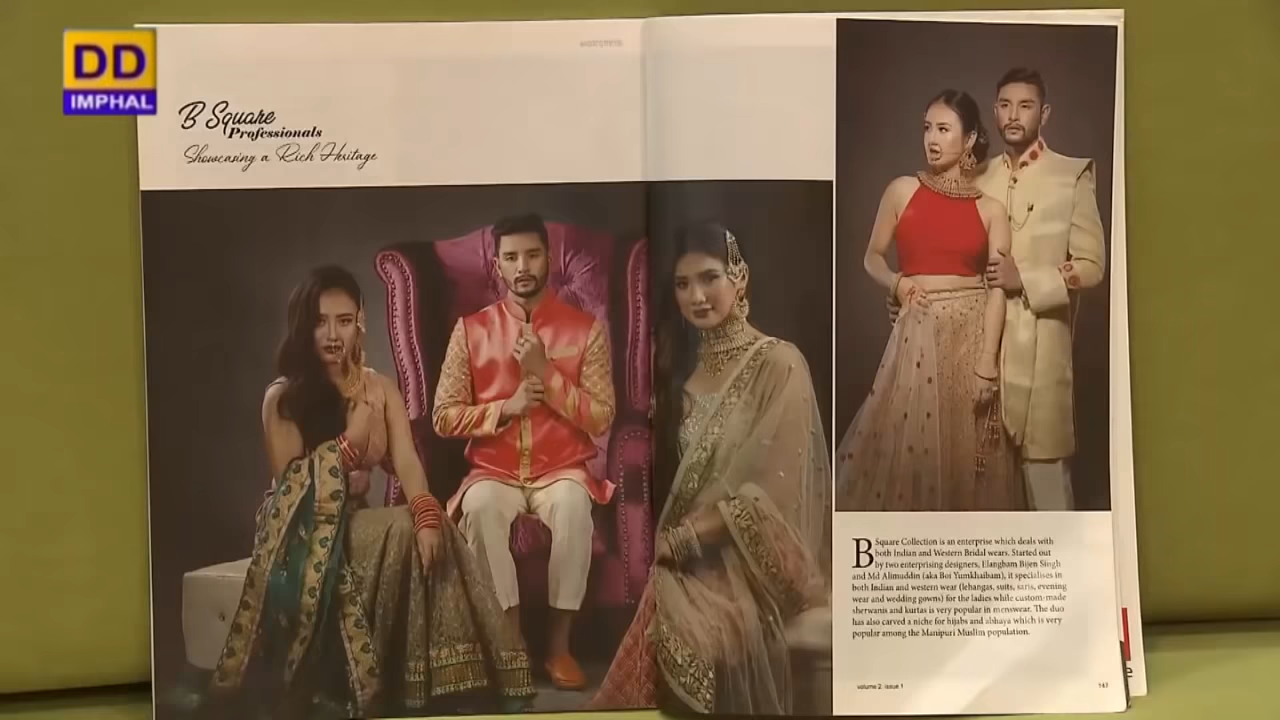 DD
IMPHAL
B Square
Professionals
Showcasing a Rich Heritage
B Square Collection is an enterprise which deals with
both Indian and Western Bridal wears. Started out
by two enterprising designers, Elangbam Bijen Singh
and Md Alimuddin (aka Boi Yumkhaibam), it specialises in
both Indian and western wear (lehangas, suits, saris, evening
wear and wedding gowns) for the ladies while custom-made
sherwanis and kurtas is very popular in menswear. The duo
has also carved a niche for hijabs and abhaya which is very
popular among the Manipuri Muslim population.
volume 2, issue 1